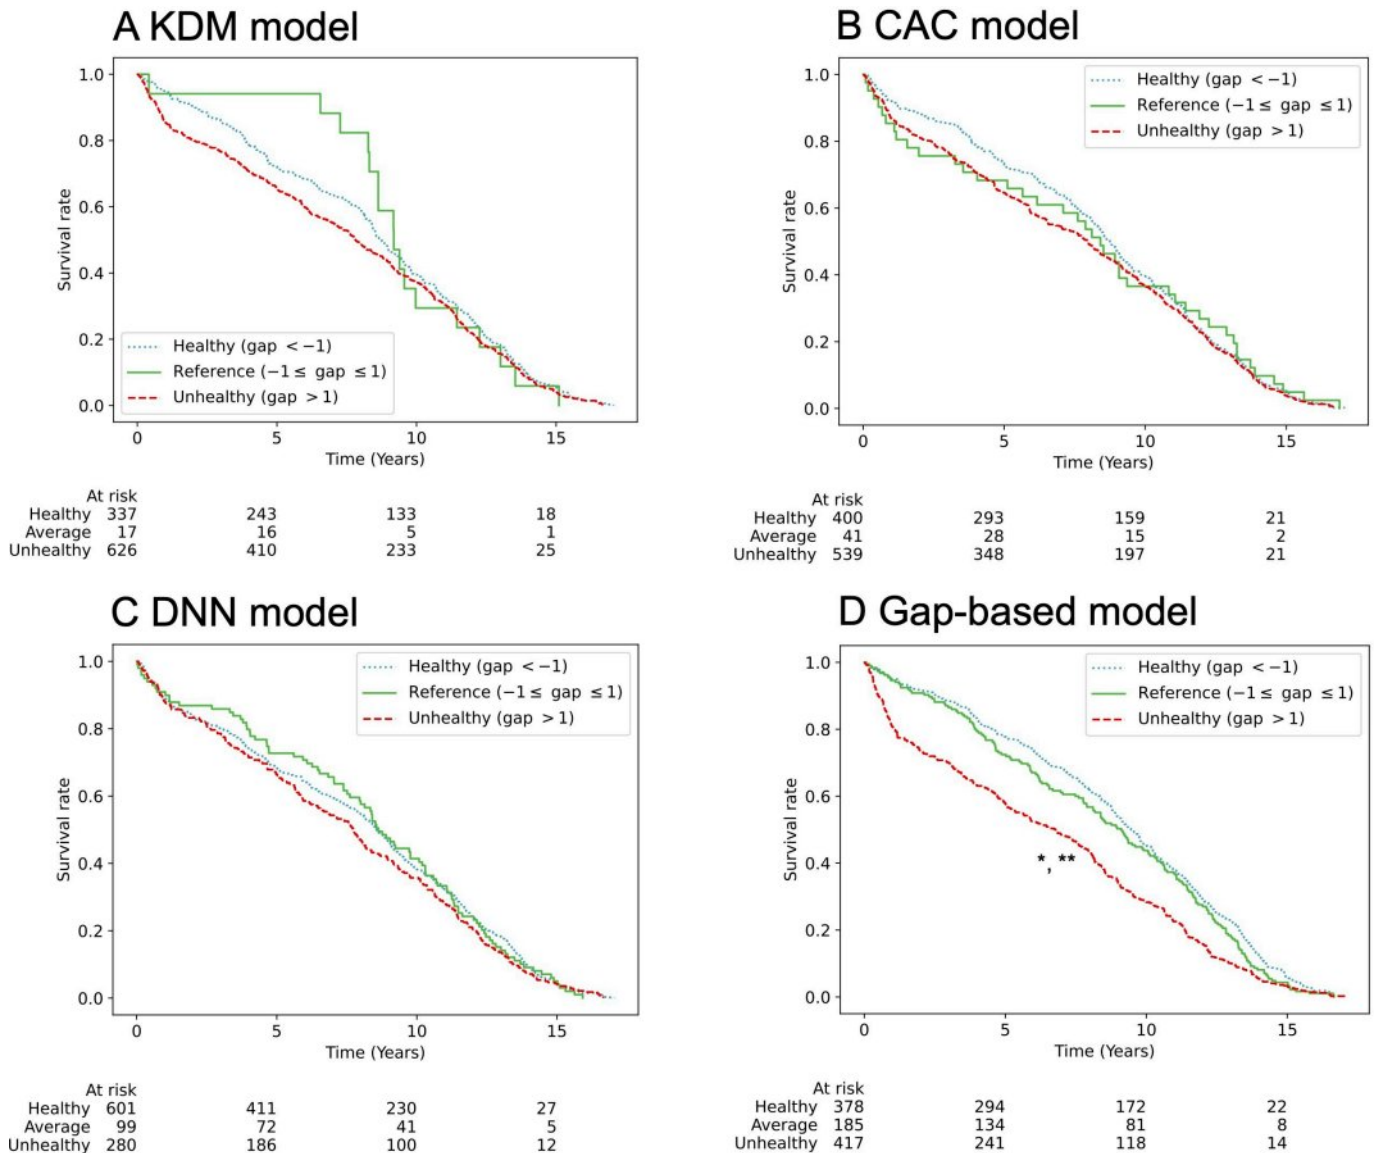 A KDM model
1.0
0.8
0.6
0.4
0.2
0.0
Survival rate
Healthy (gap < −1)
Reference (−1 ≤ gap ≤ 1)
Unhealthy (gap > 1)
0 5 10 15
Time (Years)
At risk
Healthy 337 243 133 18
Average 17 16 5 1
Unhealthy 626 410 233 25
B CAC model
1.0
0.8
0.6
0.4
0.2
0.0
Survival rate
Healthy (gap < −1)
Reference (−1 ≤ gap ≤ 1)
Unhealthy (gap > 1)
0 5 10 15
Time (Years)
At risk
Healthy 400 293 159 21
Average 41 28 15 2
Unhealthy 539 348 197 21
C DNN model
1.0
0.8
0.6
0.4
0.2
0.0
Survival rate
Healthy (gap < −1)
Reference (−1 ≤ gap ≤ 1)
Unhealthy (gap > 1)
0 5 10 15
Time (Years)
At risk
Healthy 601 411 230 27
Average 99 72 41 5
Unhealthy 280 186 100 12
D Gap-based model
1.0
0.8
0.6
0.4
0.2
0.0
Survival rate
Healthy (gap < −1)
Reference (−1 ≤ gap ≤ 1)
Unhealthy (gap > 1)
*, **
0 5 10 15
Time (Years)
At risk
Healthy 378 294 172 22
Average 185 134 81 8
Unhealthy 417 241 118 14